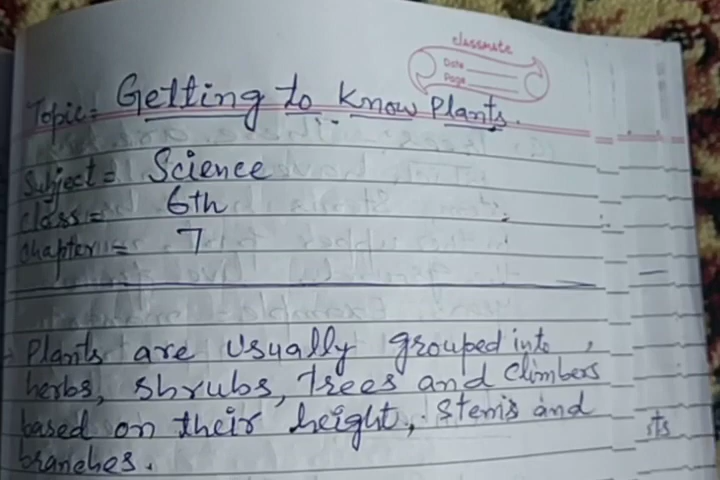 classmate
Date
Page
Topic = Getting to Know Plants.
Subject = Science
Class = 6th
Chapter = 7
Plants are usually grouped into,
herbs, shrubs, trees and climbers
based on their height, stems and
branches.
sts